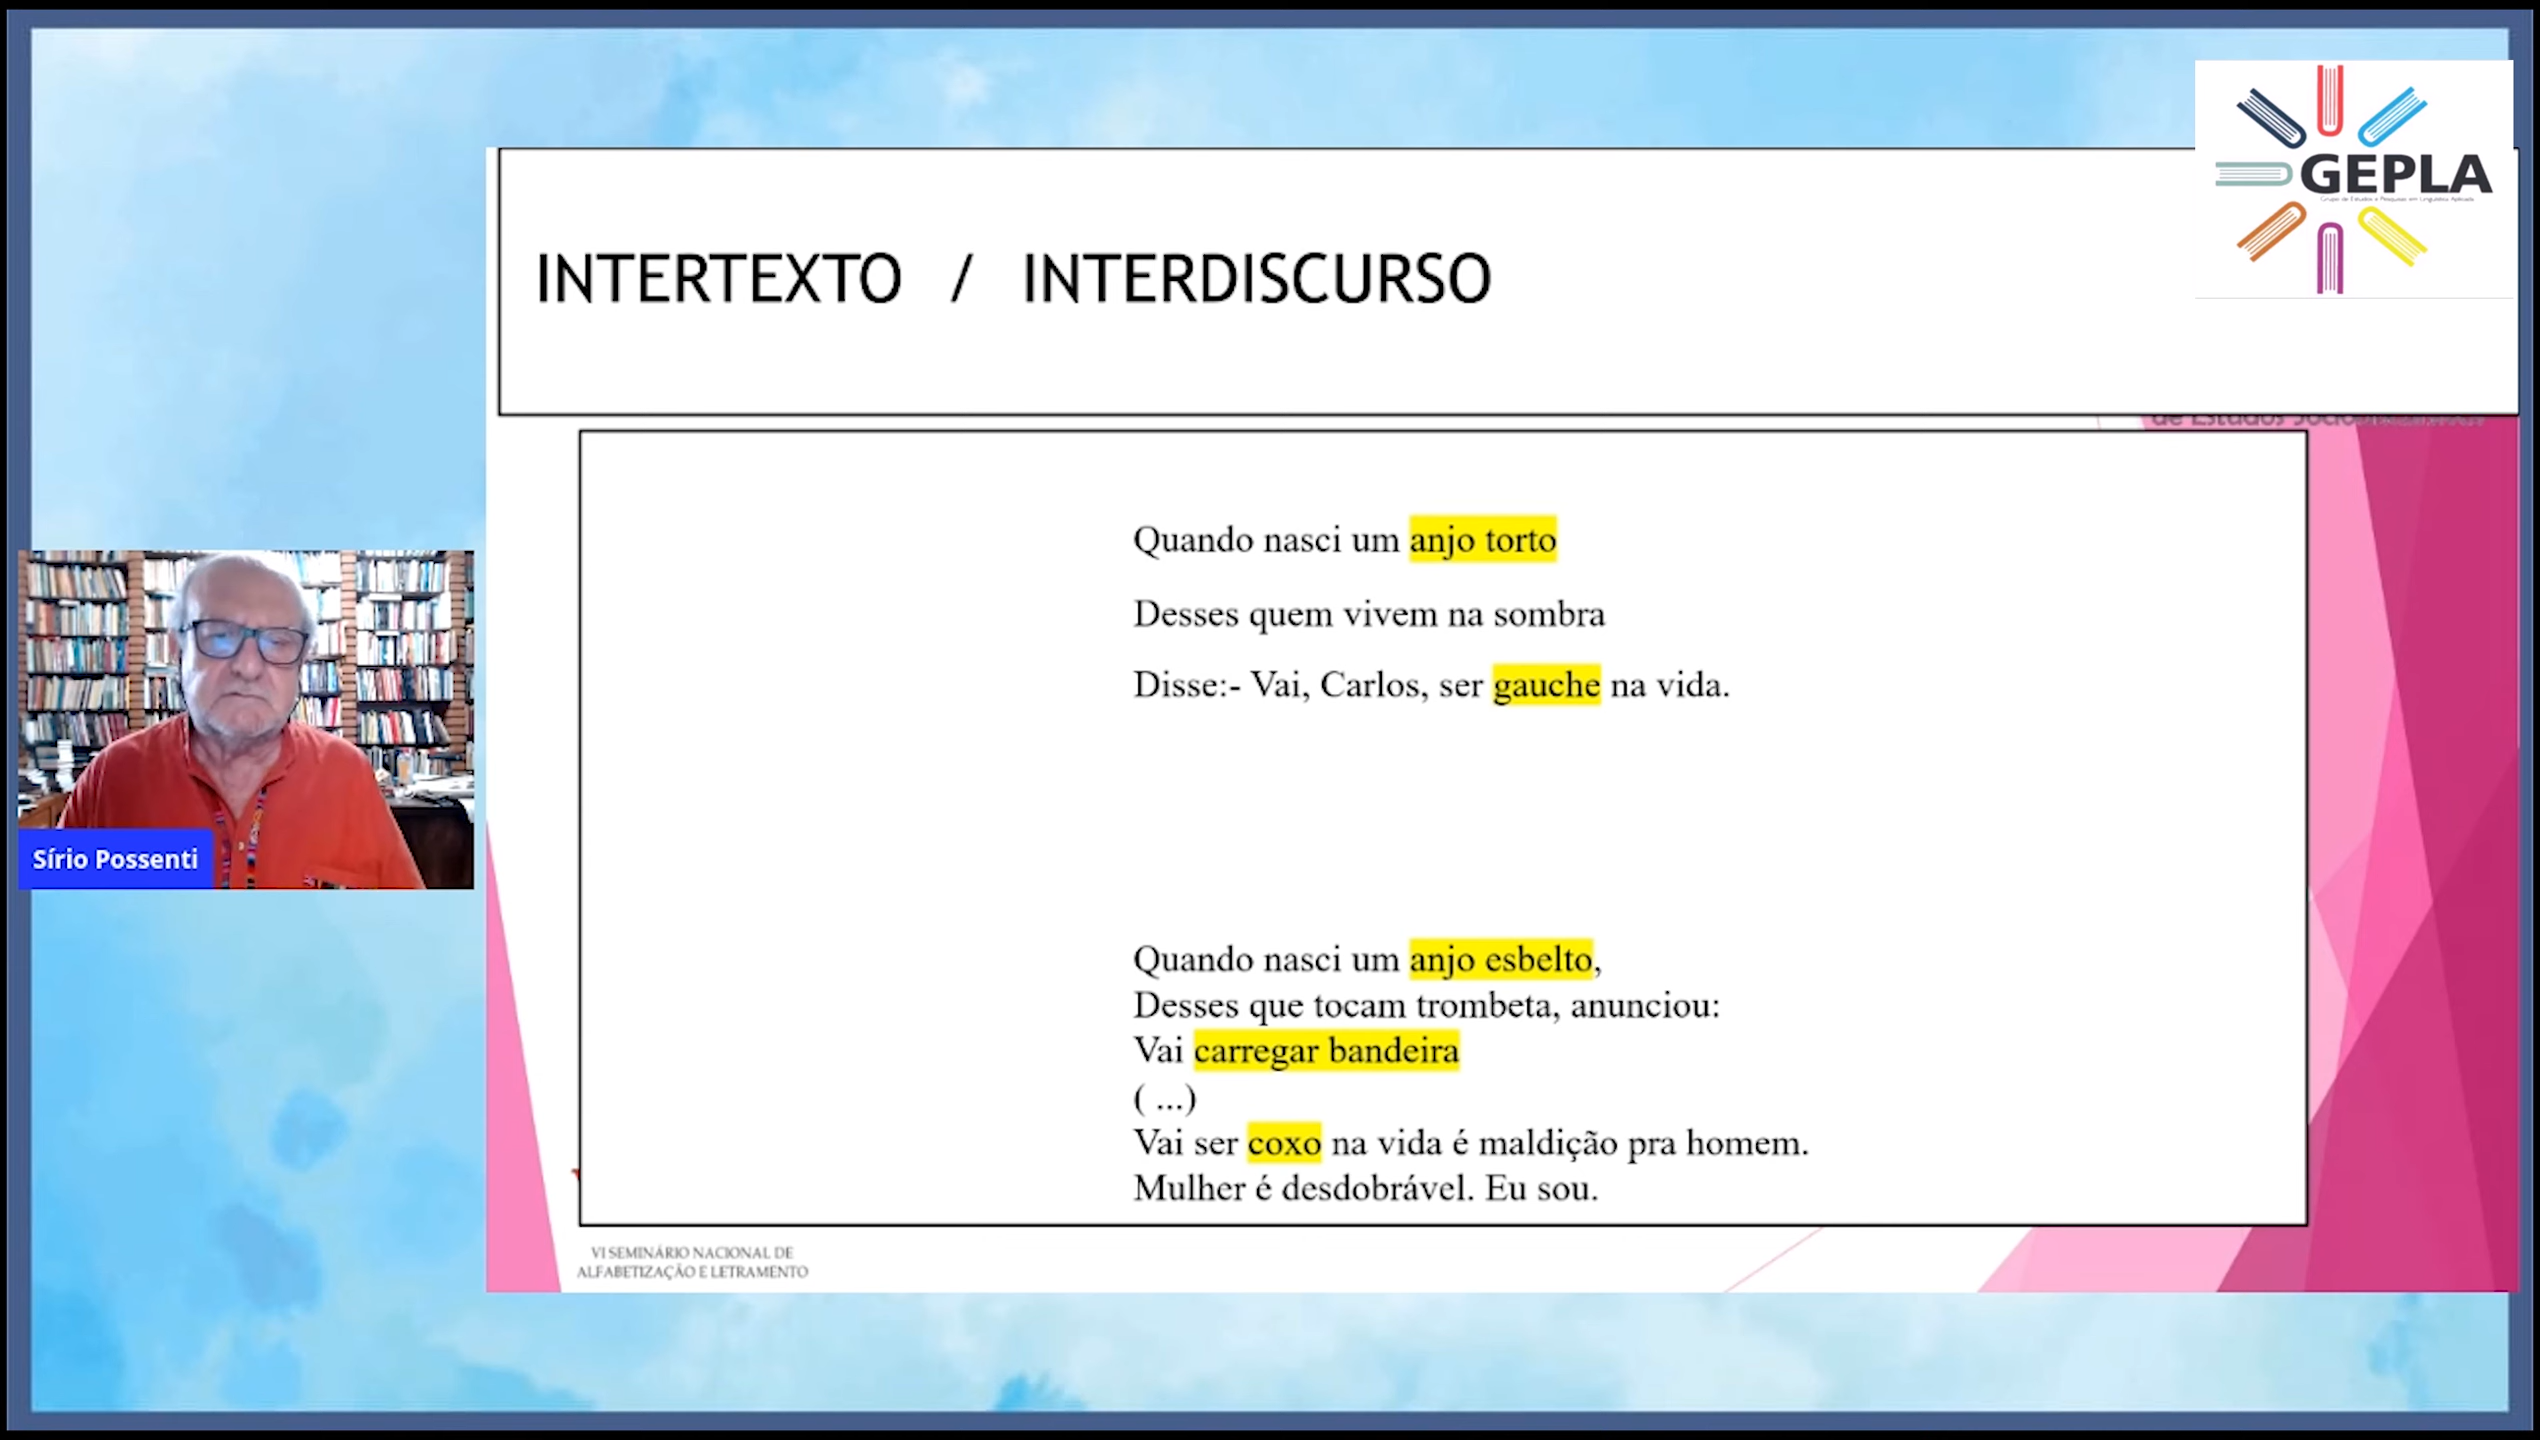 GEPLA
INTERTEXTO / INTERDISCURSO
Quando nasci um anjo torto
Desses quem vivem na sombra
Disse:- Vai, Carlos, ser gauche na vida.
Quando nasci um anjo esbelto,
Desses que tocam trombeta, anunciou:
Vai carregar bandeira
( ...)
Vai ser coxo na vida é maldição pra homem.
Mulher é desdobrável. Eu sou.
Sírio Possenti
VI SEMINÁRIO NACIONAL DE
ALFABETIZAÇÃO E LETRAMENTO